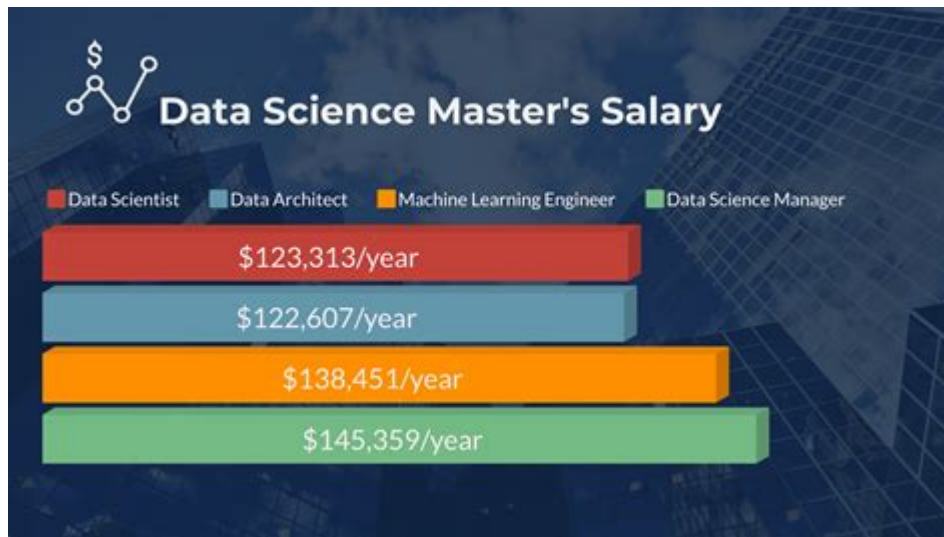 $
Data Science Master's Salary
Data Scientist Data Architect Machine Learning Engineer Data Science Manager
$123,313/year
$122,607/year
$138,451/year
$145,359/year